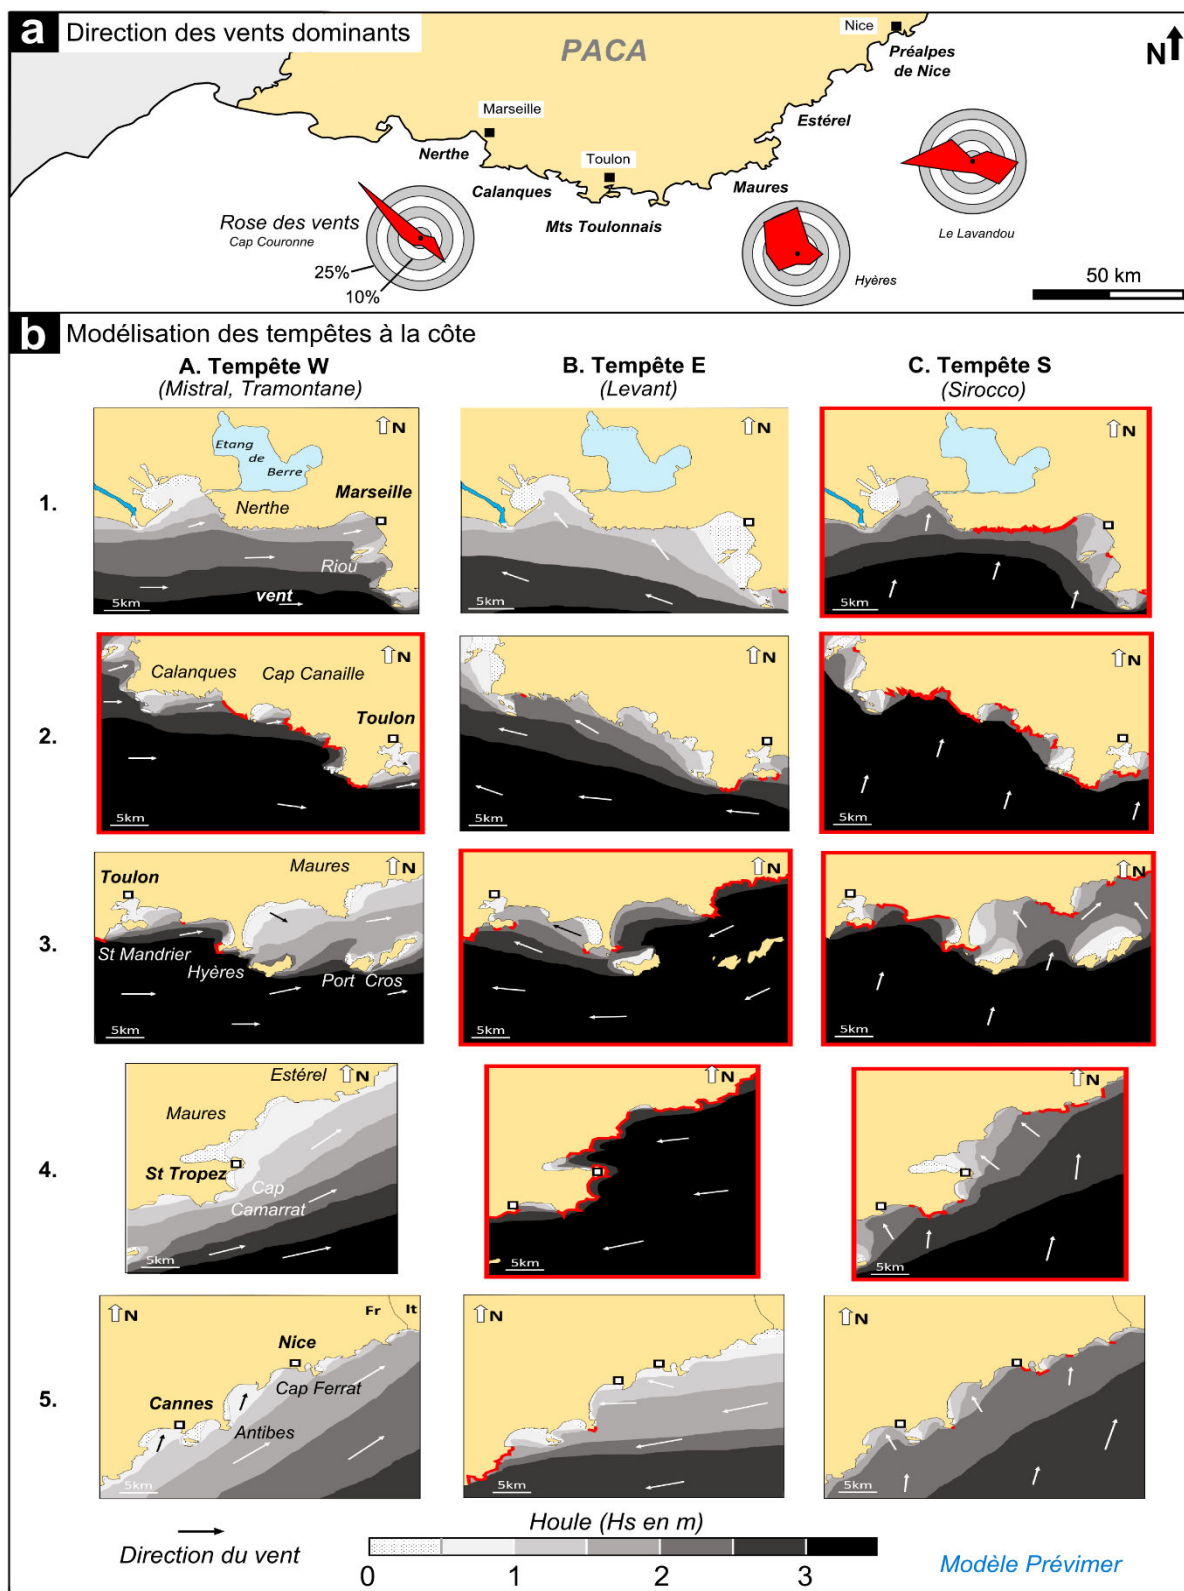 a Direction des vents dominants
PACA
Nice
N
Préalpes
de Nice
Marseille
Estérel
Nerthe
Toulon
Calanques
Maures
Rose des vents
Cap Couronne
Mts Toulonnais
Le Lavandou
25%
10%
Hyères
50 km
b Modélisation des tempêtes à la côte
A. Tempête W
(Mistral, Tramontane)
B. Tempête E
(Levant)
C. Tempête S
(Sirocco)
1.
N
Etang
de
Berre
Marseille
Nerthe
Riou
vent
5km
N
5km
N
5km
2.
N
Calanques
Cap Canaille
Toulon
5km
N
5km
N
5km
3.
Maures
N
Toulon
St Mandrier
Hyères
Port Cros
5km
N
5km
N
5km
4.
Estérel
N
Maures
St Tropez
Cap
Camarrat
5km
N
5km
N
5km
5.
N
Fr
It
Nice
Cap Ferrat
Cannes
Antibes
5km
N
5km
N
5km
Direction du vent
Houle (Hs en m)
0 1 2 3
Modèle Prévimer